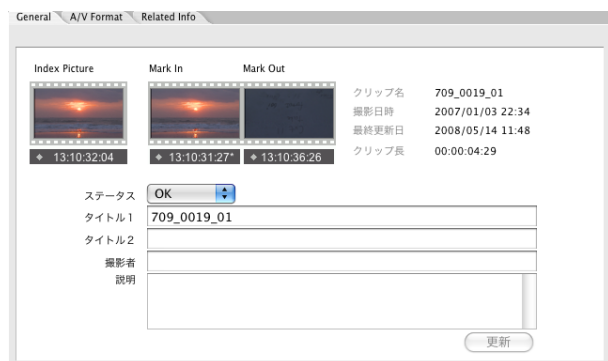 General A/V Format Related Info
Index Picture Mark In Mark Out
クリップ名 709_0019_01
撮影日時 2007/01/03 22:34
最終更新日 2008/05/14 11:48
クリップ長 00:00:04:29
13:10:32:04 13:10:31:27* 13:10:36:26
ステータス OK
タイトル1 709_0019_01
タイトル2
撮影者
説明
更新